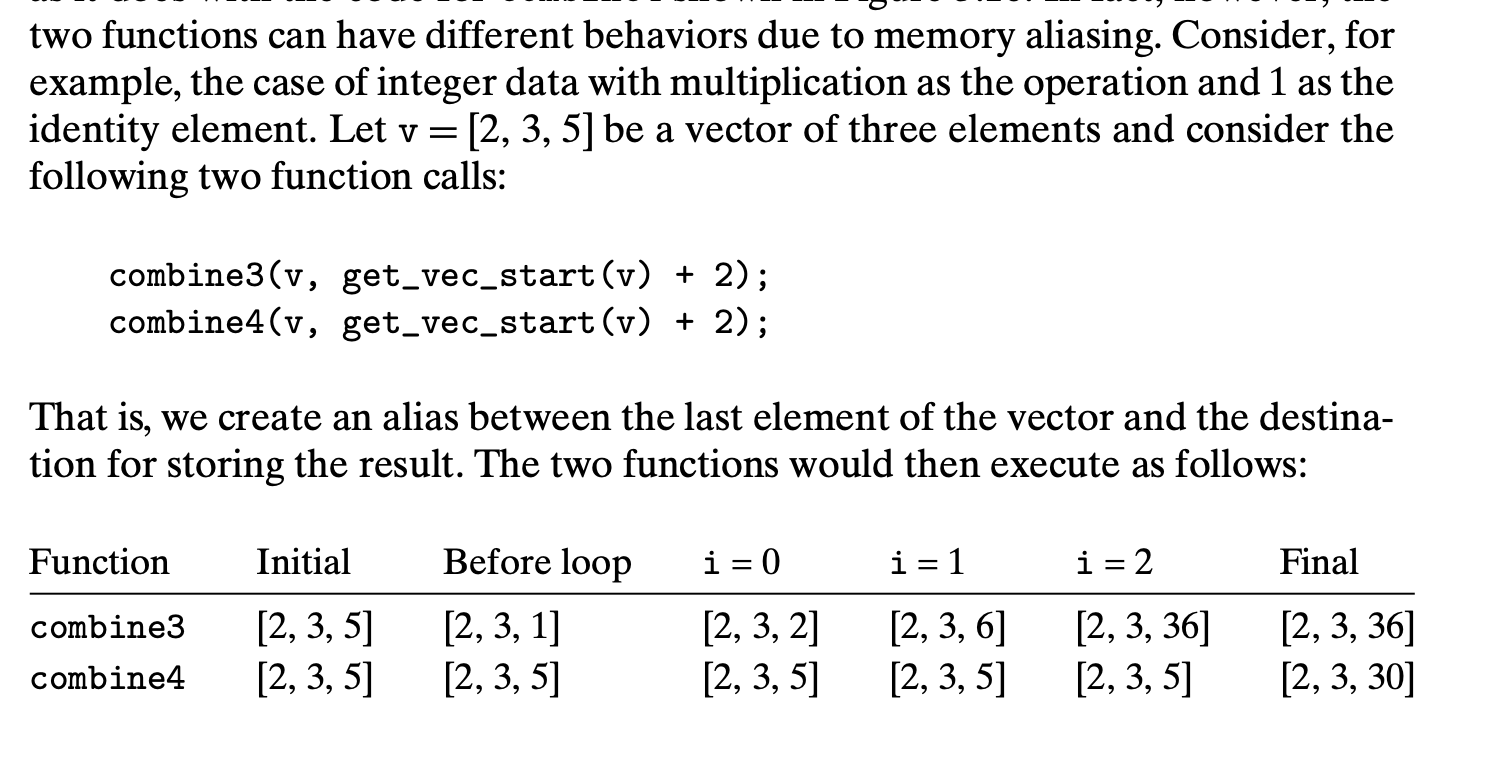 two functions can have different behaviors due to memory aliasing. Consider, for
example, the case of integer data with multiplication as the operation and 1 as the
identity element. Let v = [2, 3, 5] be a vector of three elements and consider the
following two function calls:
combine3(v, get_vec_start(v) + 2);
combine4(v, get_vec_start(v) + 2);
That is, we create an alias between the last element of the vector and the destina-
tion for storing the result. The two functions would then execute as follows:
Function Initial Before loop i = 0 i = 1 i = 2 Final
combine3 [2, 3, 5] [2, 3, 1] [2, 3, 2] [2, 3, 6] [2, 3, 36] [2, 3, 36]
combine4 [2, 3, 5] [2, 3, 5] [2, 3, 5] [2, 3, 5] [2, 3, 5] [2, 3, 30]